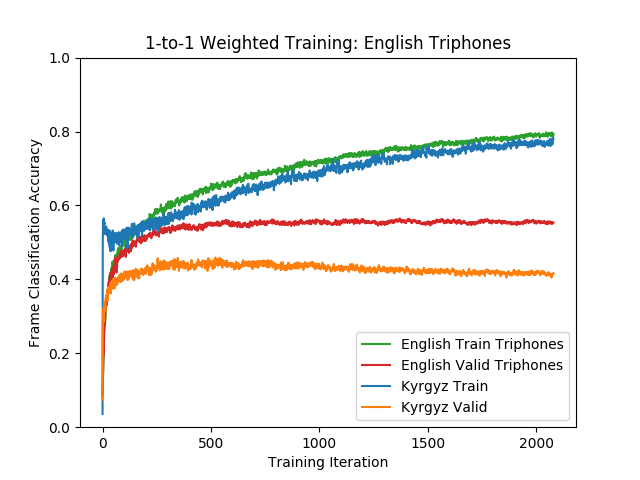 1-to-1 Weighted Training: English Triphones
Frame Classification Accuracy
1.0
0.8
0.6
0.4
0.2
0.0
English Train Triphones
English Valid Triphones
Kyrgyz Train
Kyrgyz Valid
0 500 1000 1500 2000
Training Iteration